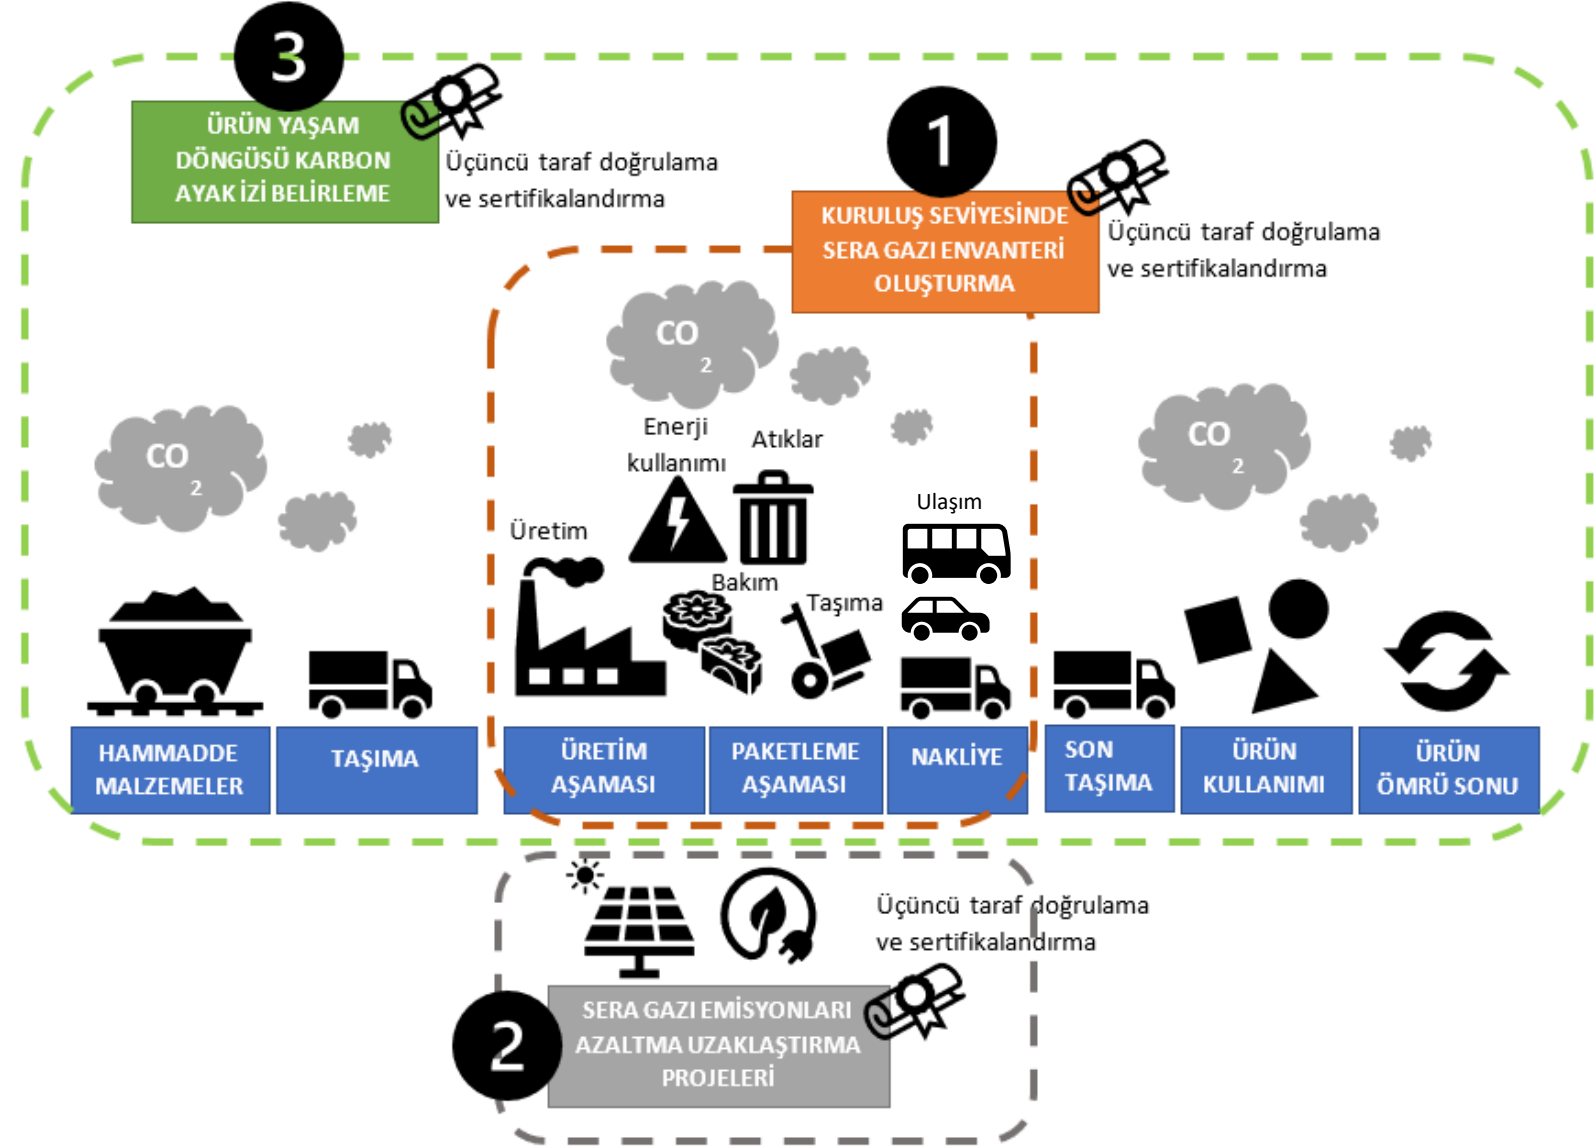 3
ÜRÜN YAŞAM
DÖNGÜSÜ KARBON
AYAK İZİ BELİRLEME
Üçüncü taraf doğrulama
ve sertifikalandırma
1
KURULUŞ SEVİYESİNDE
SERA GAZI ENVANTERİ
OLUŞTURMA
Üçüncü taraf doğrulama
ve sertifikalandırma
CO
2
CO
2
CO
2
Enerji
kullanımı
Atıklar
Ulaşım
Üretim
Bakım
Taşıma
HAMMADDE
MALZEMELER
TAŞIMA
ÜRETİM
AŞAMASI
PAKETLEME
AŞAMASI
NAKLİYE
SON
TAŞIMA
ÜRÜN
KULLANIMI
ÜRÜN
ÖMRÜ SONU
Üçüncü taraf doğrulama
ve sertifikalandırma
2
SERA GAZI EMİSYONLARI
AZALTMA UZAKLAŞTIRMA
PROJELERİ